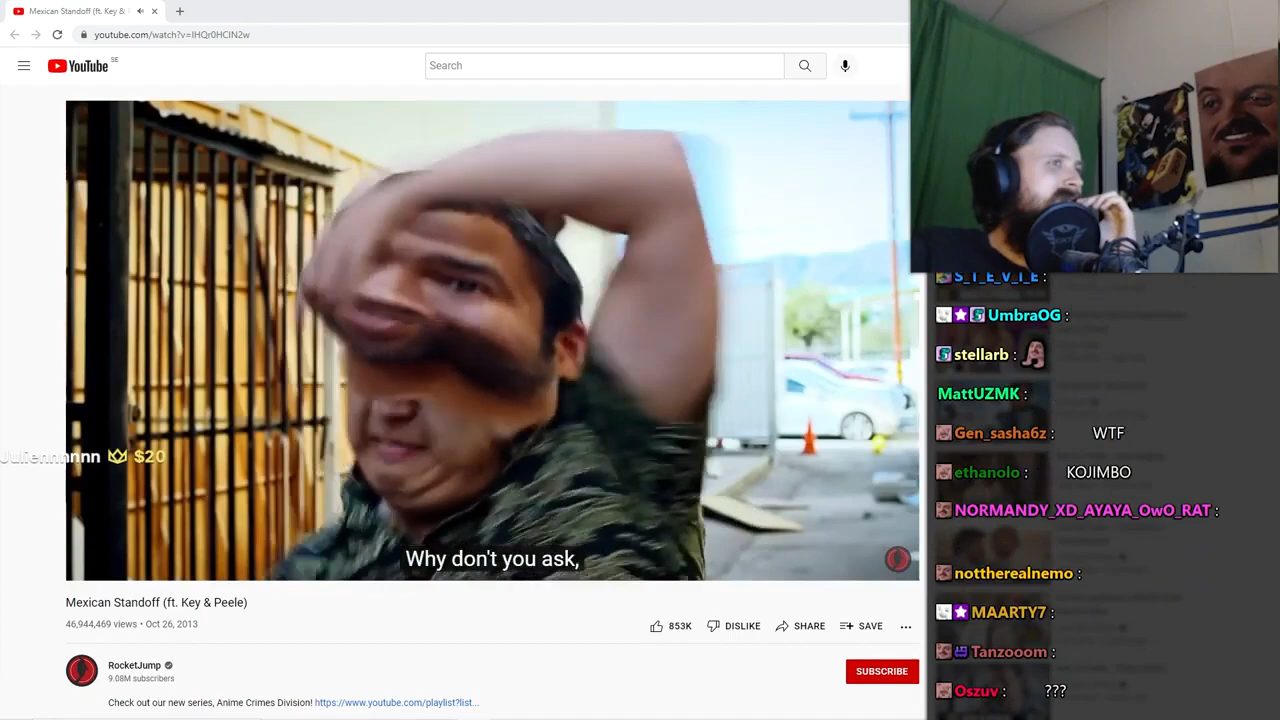 Mexican Standoff (ft. Key &
youtube.com/watch?v=IHQr0HCIN2w
YouTube SE
Search
S_T_E_V_I_E :
UmbraOG :
stellarb :
MattUZMK :
Gen_sasha6z : WTF
Juliennnnnn $20
ethanolo : KOJIMBO
NORMANDY_XD_AYAYA_OwO_RAT :
Why don't you ask,
nottherealnemo :
Mexican Standoff (ft. Key & Peele)
MAARTY7 :
46,944,469 views • Oct 26, 2013
853K DISLIKE SHARE SAVE
Tanzooom :
RocketJump
9.08M subscribers
SUBSCRIBE
Oszuv : ???
Check out our new series, Anime Crimes Division! https://www.youtube.com/playlist?list...